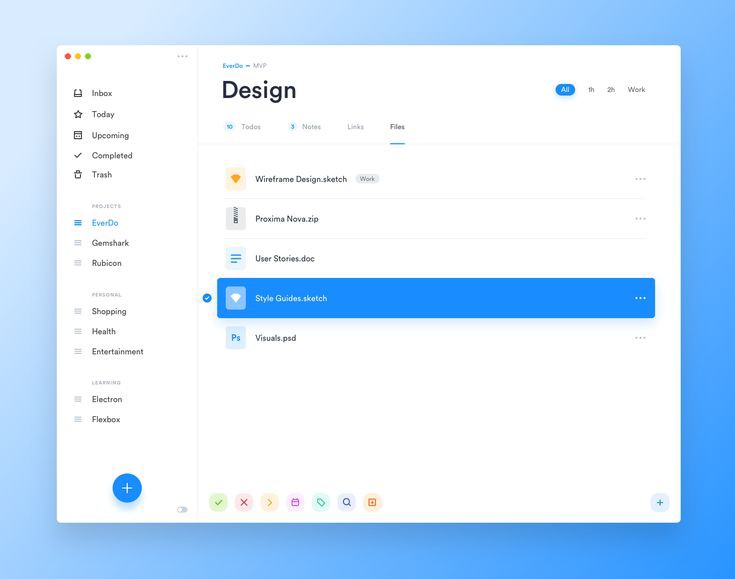 Inbox
Today
Upcoming
Completed
Trash
PROJECTS
EverDo
Gemshark
Rubicon
PERSONAL
Shopping
Health
Entertainment
LEARNING
Electron
Flexbox
EverDo – MVP
Design
All 1h 2h Work
10 Todos 3 Notes Links Files
Wireframe Design.sketch Work
Proxima Nova.zip
User Stories.doc
Style Guides.sketch
Ps Visuals.psd